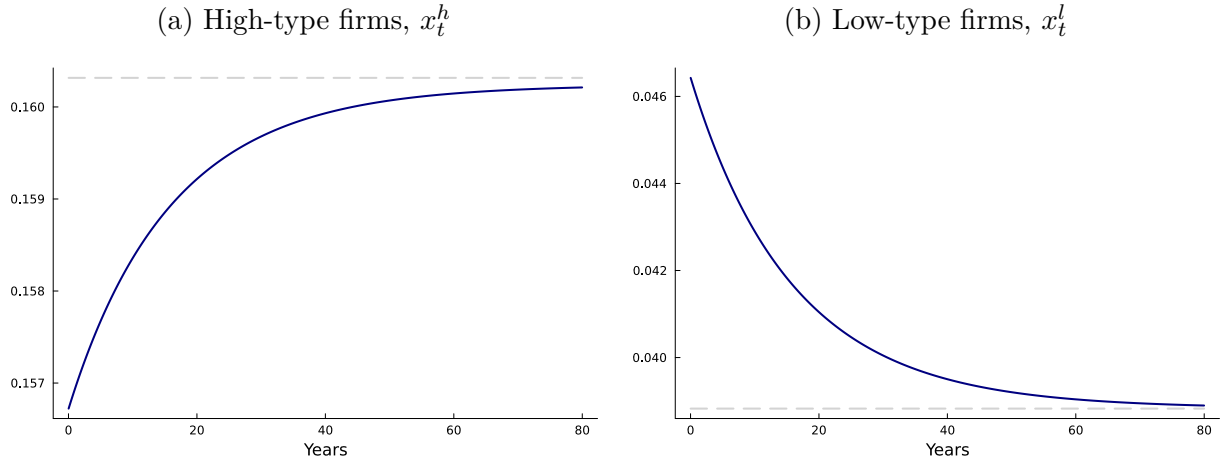 (a) High-type firms, x_t^h
0.160
0.159
0.158
0.157
0 20 40 60 80
Years
(b) Low-type firms, x_t^l
0.046
0.044
0.042
0.040
0 20 40 60 80
Years